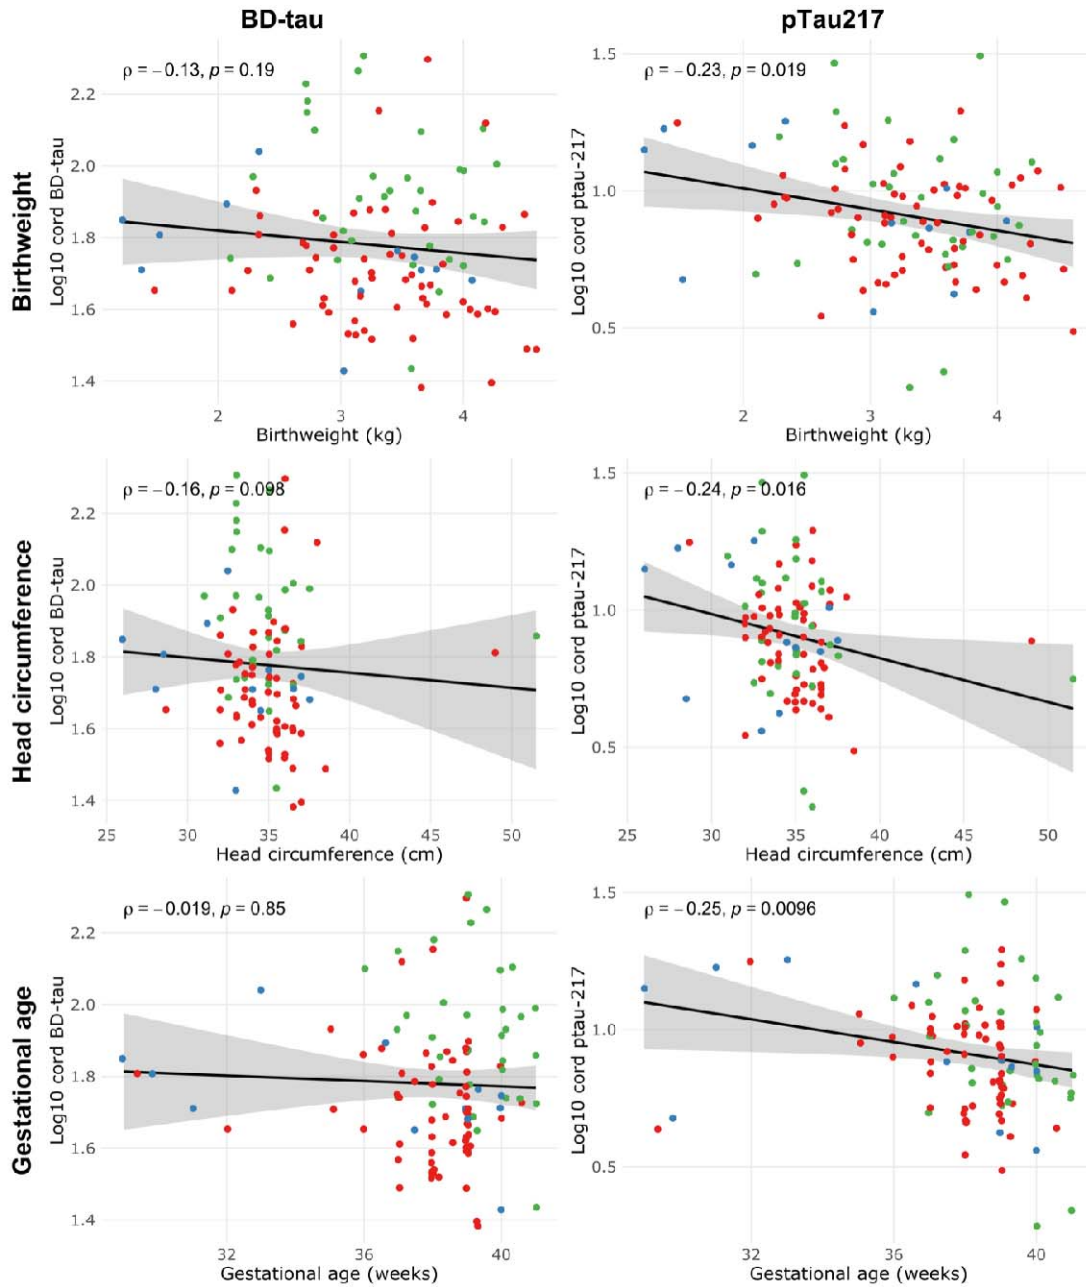 BD-tau
pTau217
Birthweight
Log10 cord BD-tau
ρ = −0.13, p = 0.19
2.2
2.0
1.8
1.6
1.4
2
3
4
Birthweight (kg)
Log10 cord ptau-217
ρ = −0.23, p = 0.019
1.5
1.0
0.5
2
3
4
Birthweight (kg)
Head circumference
Log10 cord BD-tau
ρ = −0.16, p = 0.098
2.2
2.0
1.8
1.6
1.4
25
30
35
40
45
50
Head circumference (cm)
Log10 cord ptau-217
ρ = −0.24, p = 0.016
1.5
1.0
0.5
25
30
35
40
45
50
Head circumference (cm)
Gestational age
Log10 cord BD-tau
ρ = −0.019, p = 0.85
2.2
2.0
1.8
1.6
1.4
32
36
40
Gestational age (weeks)
Log10 cord ptau-217
ρ = −0.25, p = 0.0096
1.5
1.0
0.5
32
36
40
Gestational age (weeks)